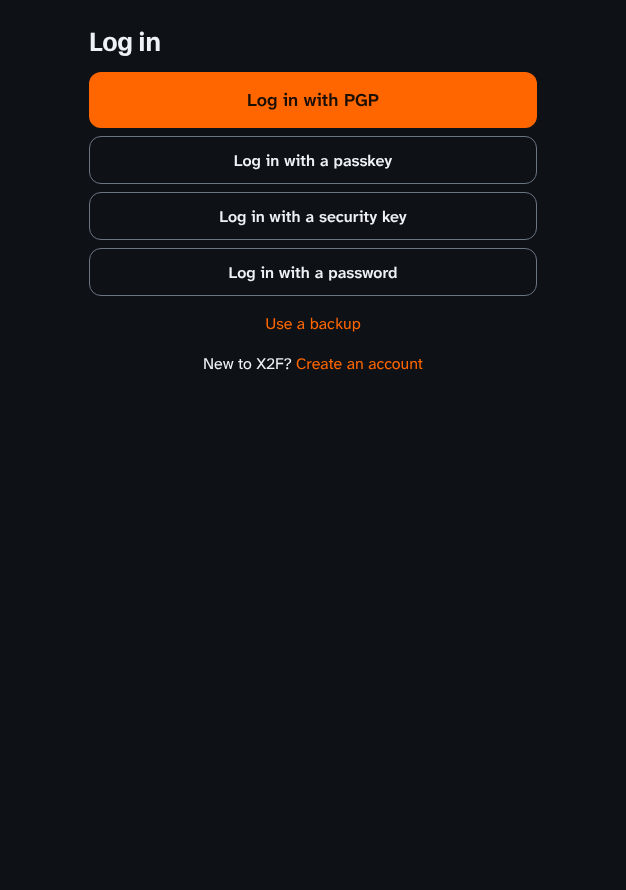 Log in
Log in with PGP
Log in with a passkey
Log in with a security key
Log in with a password
Use a backup
New to X2F? Create an account